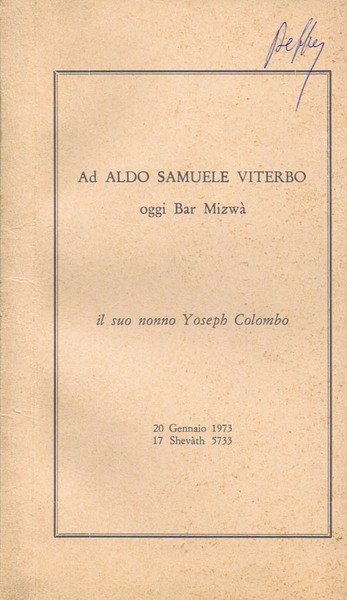 Ad ALDO SAMUELE VITERBO
oggi Bar Mizwà
il suo nonno Yoseph Colombo
20 Gennaio 1973
17 Shevàth 5733